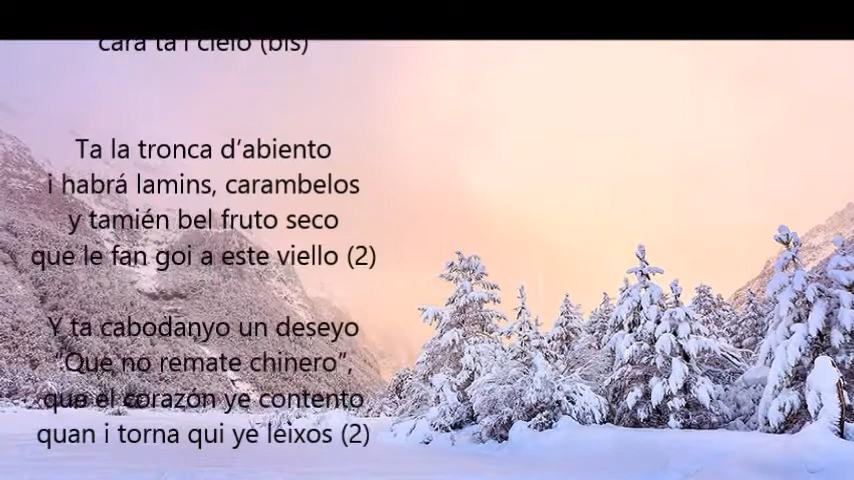 cara ta'l cielo (bis)
Ta la tronca d'abiento
i habrá lamins, carambelos
y tamién bel fruto seco
que le fan goi a este viello (2)
Y ta cabodanyo un deseyo
"Que no remate chinero",
que el corazón ye contento
quan i torna qui ye leixos (2)